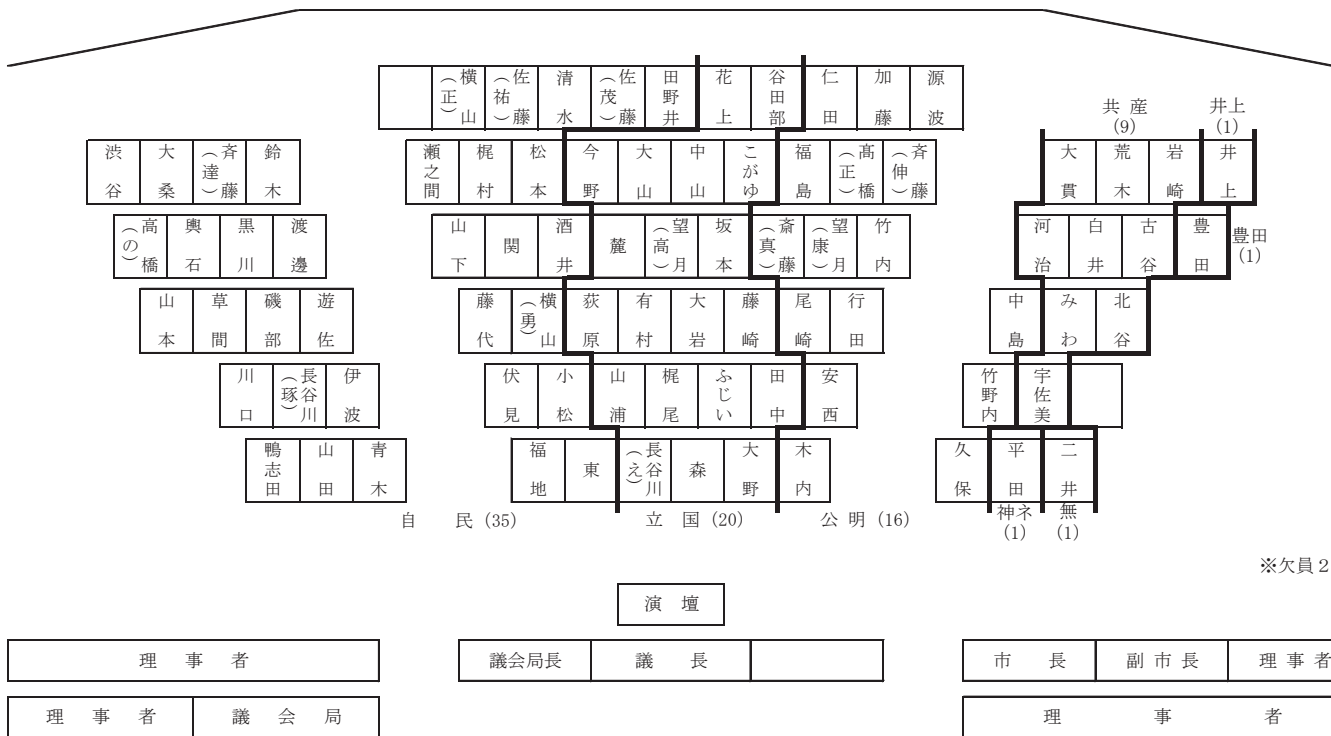 横山（正） 佐藤（祐） 清水 佐藤（茂） 田野井 花上 谷田部 仁田 加藤 源波
共産 (9) 井上 (1)
渋谷 大桑 斉藤（達） 鈴木 瀬之間 梶村 松本 今野 大山 中山 こがゆ 福島 髙橋（正） 斉藤（伸） 大貫 荒木 岩崎 井上
高橋（の） 輿石 黒川 渡邊 山下 関 酒井 麓 望月（高） 坂本 斎藤（真） 望月（康） 竹内 河治 白井 古谷 豊田 豊田 (1)
山本 草間 磯部 遊佐 藤代 横山（勇） 荻原 有村 大岩 藤崎 尾崎 行田 中島 みわ 北谷
川口 長谷川（琢） 伊波 伏見 小松 山浦 梶尾 ふじい 田中 安西 竹野内 宇佐美
鴨志田 山田 青木 福地 東 長谷川（え） 森 大野 木内 久保 平田 二井
自民 (35) 立国 (20) 公明 (16) 神ネ (1) 無 (1)
※欠員２
演壇
理事者 議会局長 議長 市長 副市長 理事者
理事者 議会局 理事者